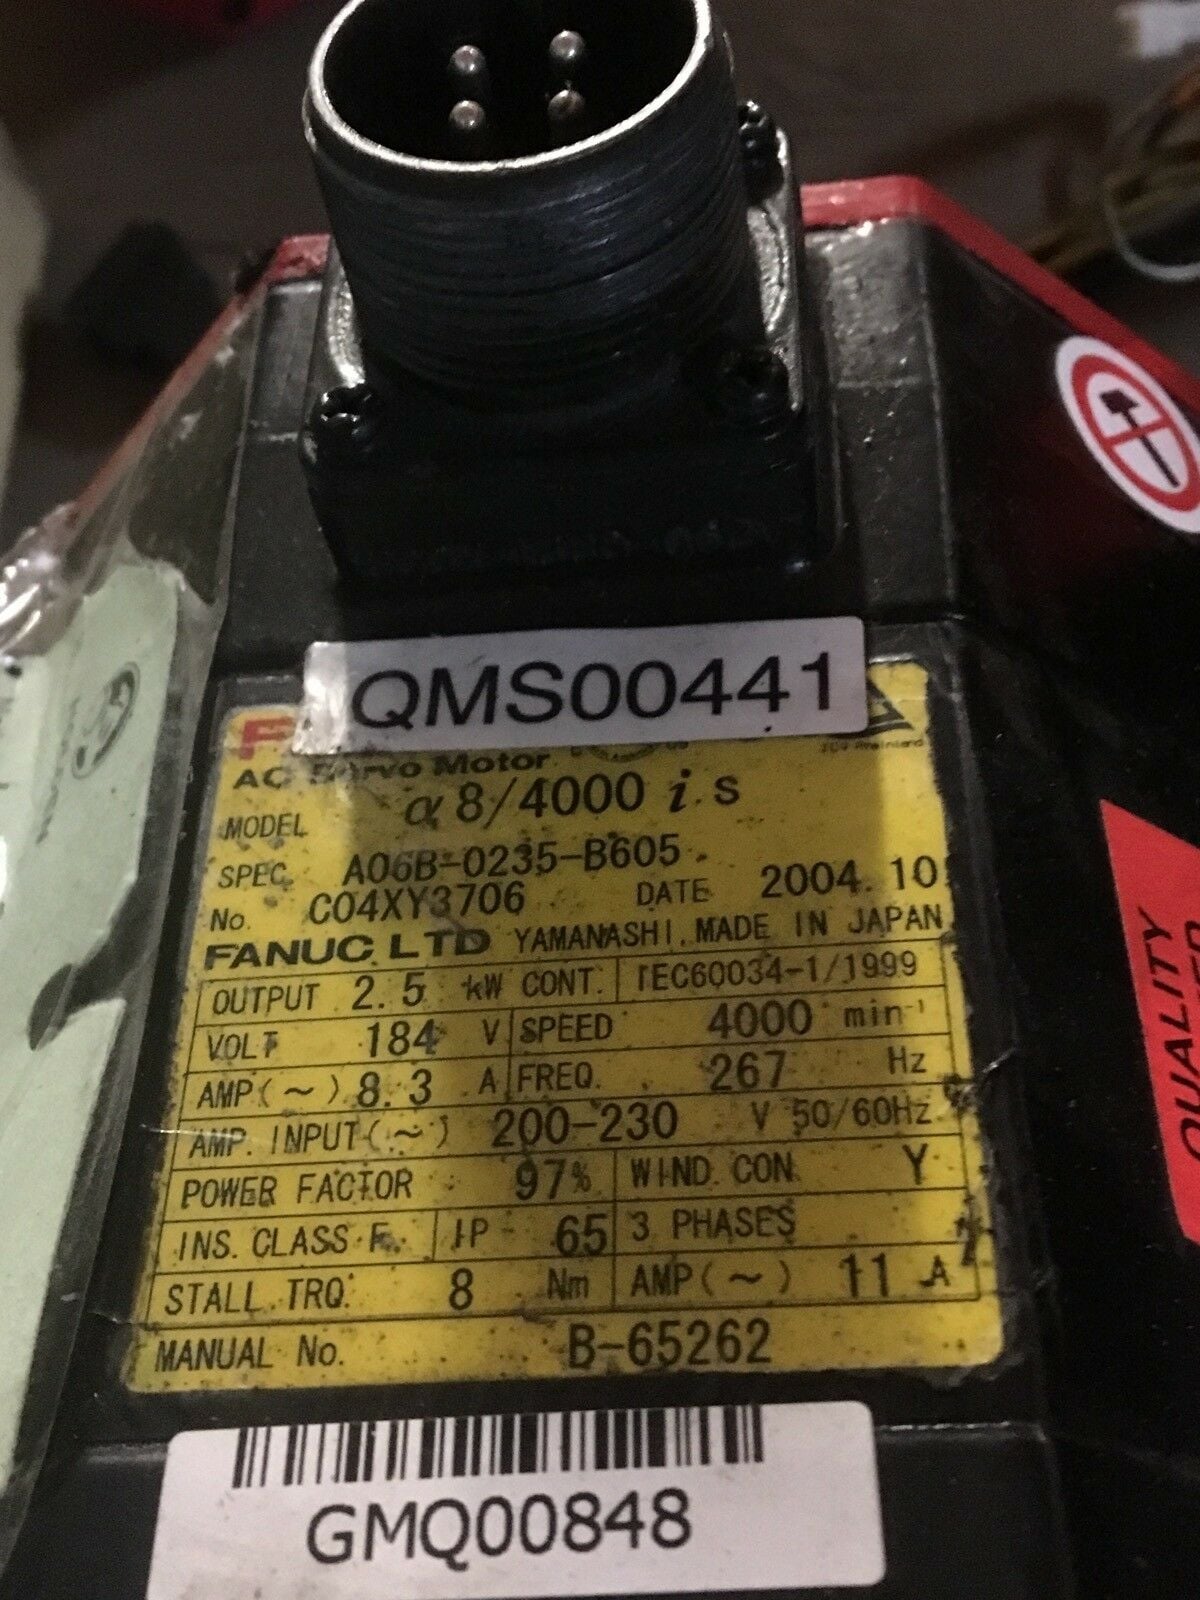 QMS00441
TÜV Rheinland
AC Servo Motor
MODEL α8/4000 i s
SPEC. A06B-0235-B605
No. C04XY3706 DATE 2004.10
FANUC LTD YAMANASHI, MADE IN JAPAN
OUTPUT 2.5 kW CONT. IEC60034-1/1999
VOLT 184 V SPEED 4000 min⁻¹
AMP(~) 8.3 A FREQ. 267 Hz
AMP. INPUT(~) 200-230 V 50/60Hz
POWER FACTOR 97% WIND. CON. Y
INS. CLASS F. IP 65 3 PHASES
STALL TRQ. 8 Nm AMP(~) 11 A
MANUAL No. B-65262
GMQ00848
QUALITY